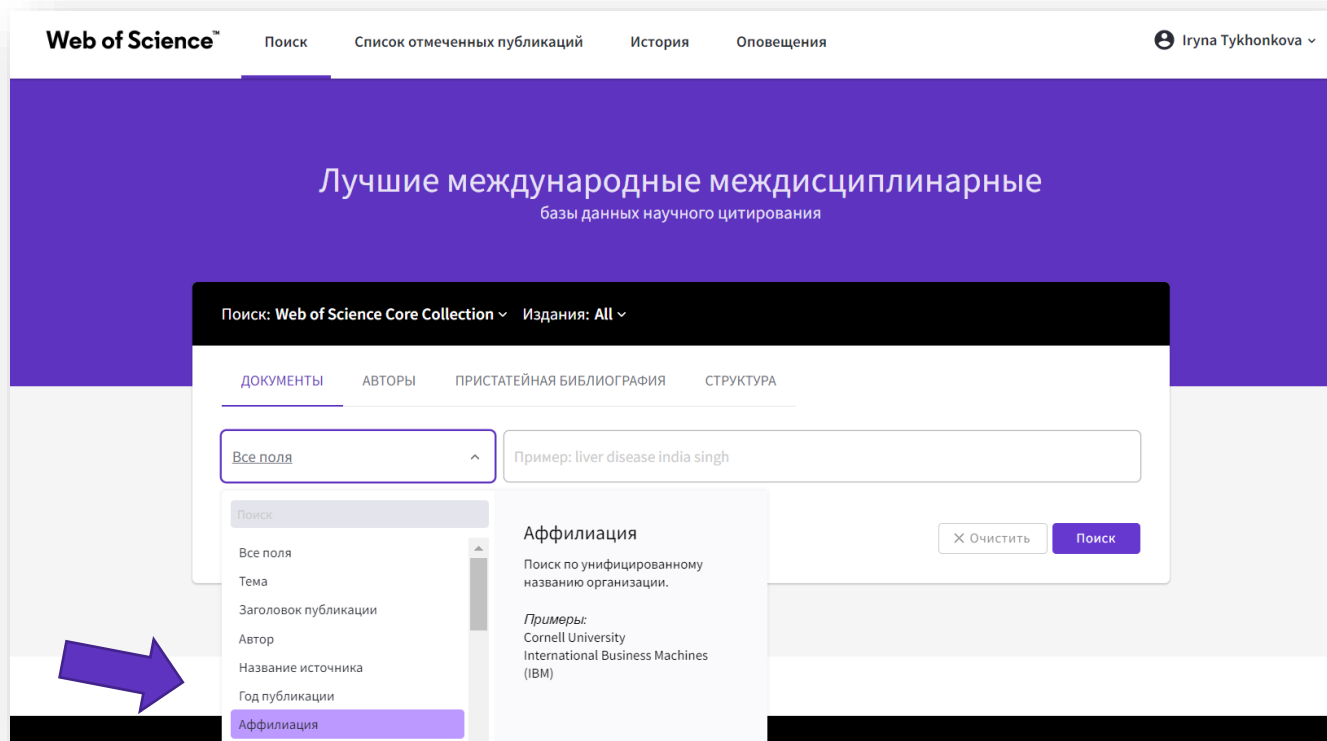 Web of Science™ Поиск Список отмеченных публикаций История Оповещения Iryna Tykhonkova
Лучшие международные междисциплинарные
базы данных научного цитирования
Поиск: Web of Science Core Collection Издания: All
ДОКУМЕНТЫ АВТОРЫ ПРИСТАТЕЙНАЯ БИБЛИОГРАФИЯ СТРУКТУРА
Все поля Пример: liver disease india singh
Поиск
Все поля
Тема
Заголовок публикации
Автор
Название источника
Год публикации
Аффилиация
Аффилиация
Поиск по унифицированному
названию организации.
Примеры:
Cornell University
International Business Machines
(IBM)
Очистить Поиск